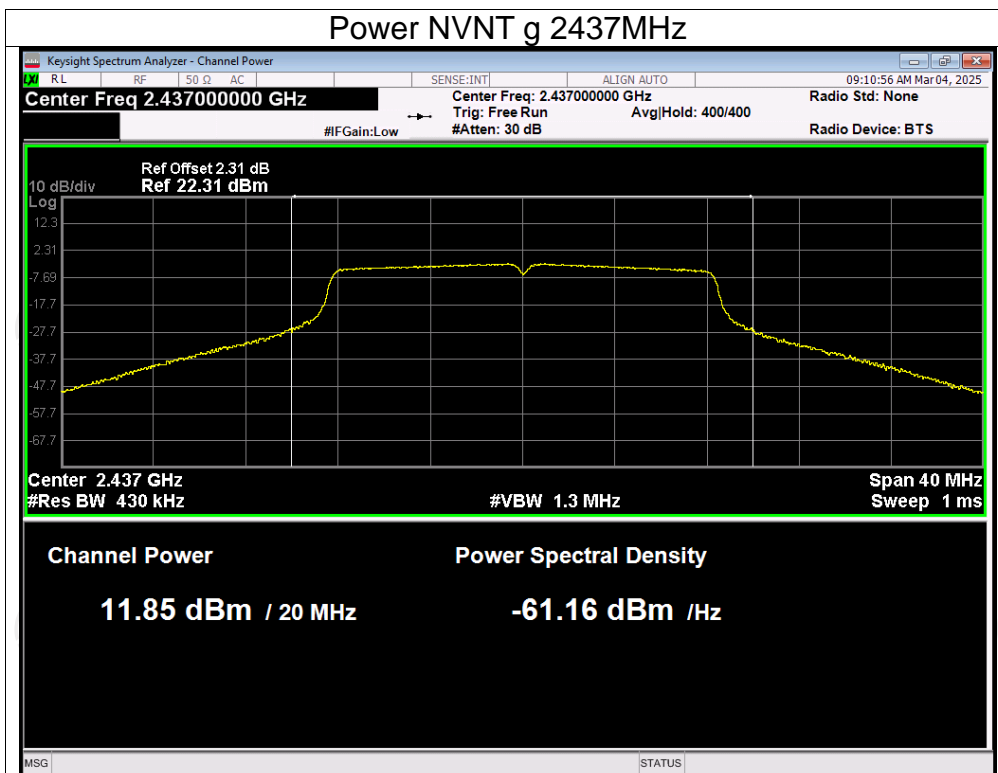 Power NVNT g 2437MHz
Keysight Spectrum Analyzer - Channel Power
LXI RL RF 50 Ω AC SENSE:INT ALIGN AUTO 09:10:56 AM Mar 04, 2025
Center Freq 2.437000000 GHz Center Freq: 2.437000000 GHz Radio Std: None
Trig: Free Run Avg|Hold: 400/400
#IFGain:Low #Atten: 30 dB Radio Device: BTS
Ref Offset 2.31 dB
10 dB/div Ref 22.31 dBm
Log
12.3
2.31
-7.69
-17.7
-27.7
-37.7
-47.7
-57.7
-67.7
Center 2.437 GHz Span 40 MHz
#Res BW 430 kHz #VBW 1.3 MHz Sweep 1 ms
Channel Power Power Spectral Density
11.85 dBm / 20 MHz -61.16 dBm /Hz
MSG STATUS